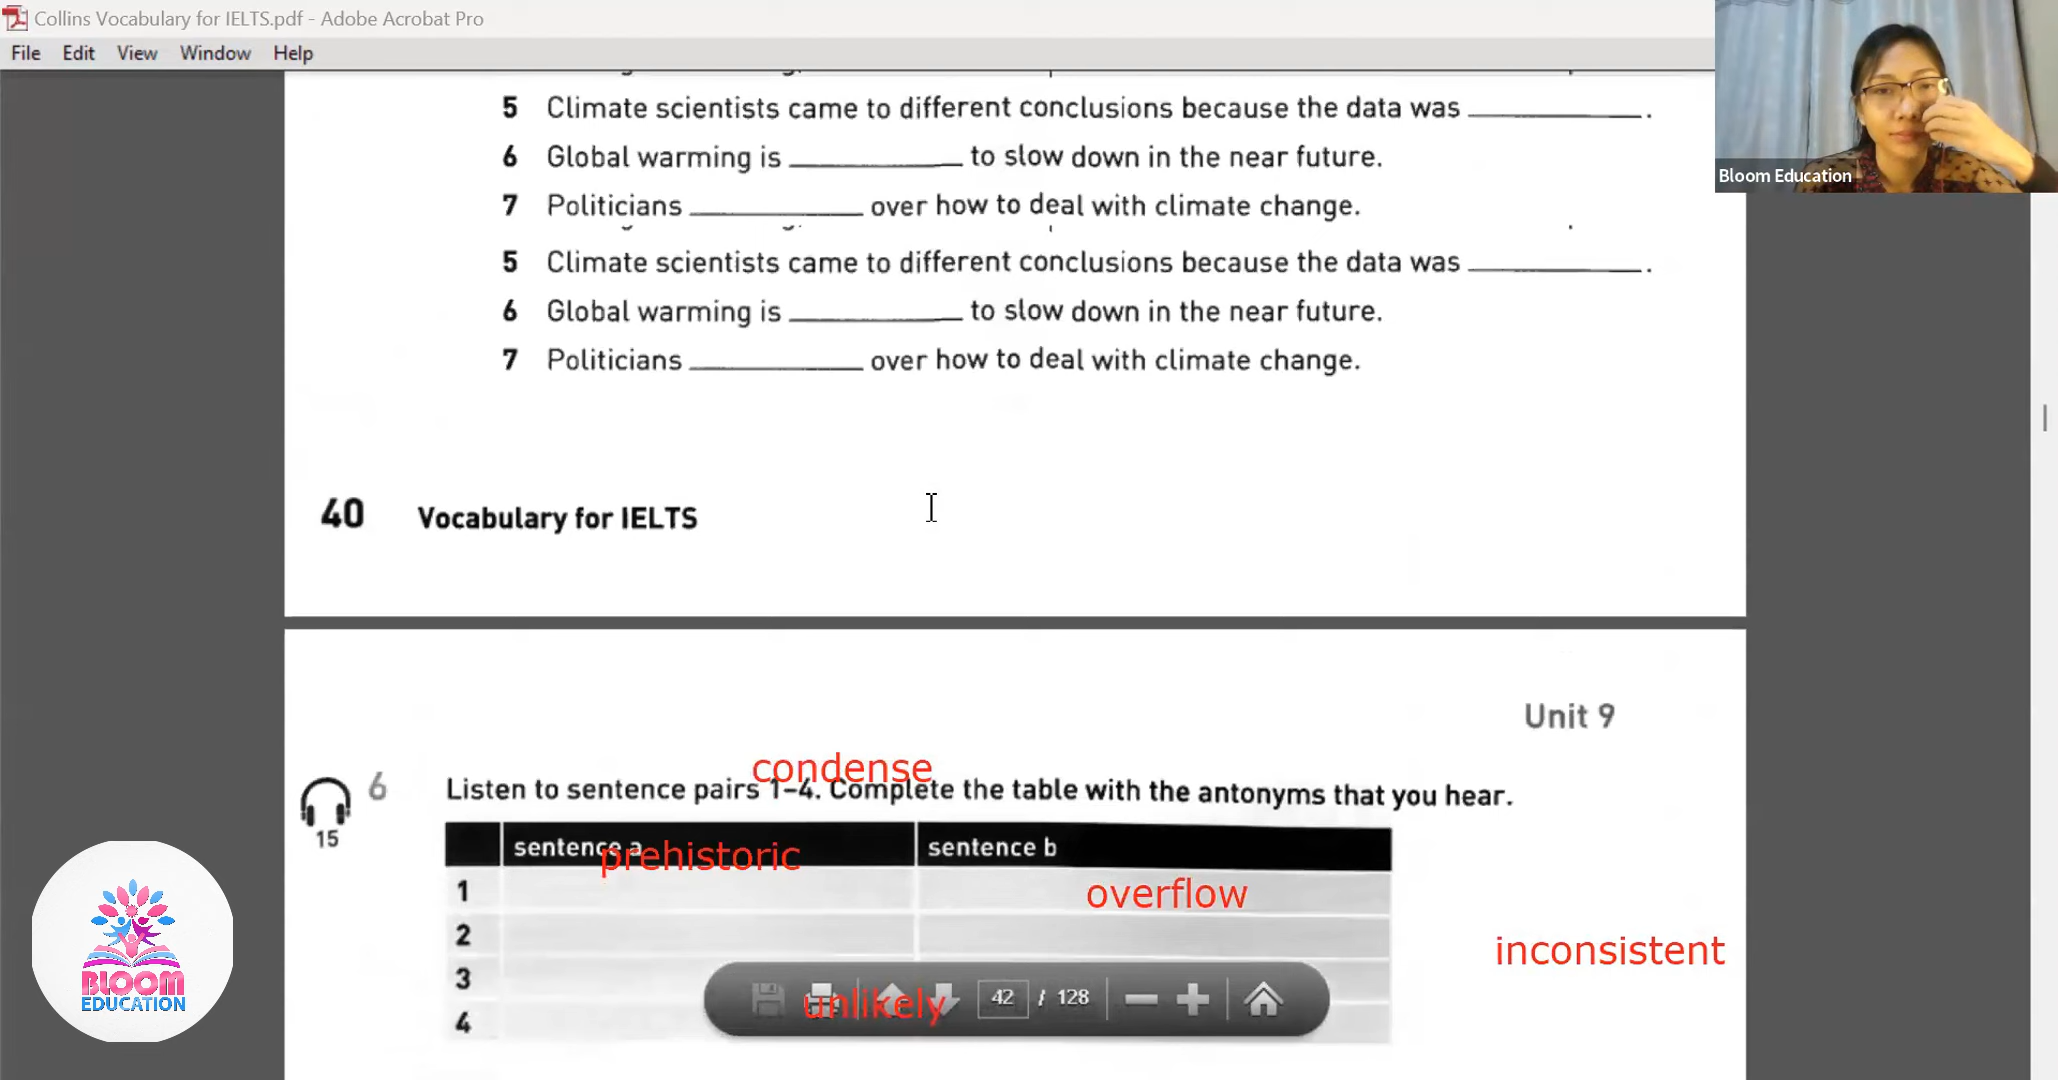 Collins Vocabulary for IELTS.pdf - Adobe Acrobat Pro
File Edit View Window Help
Bloom Education
5 Climate scientists came to different conclusions because the data was ____________.
6 Global warming is ____________ to slow down in the near future.
7 Politicians ____________ over how to deal with climate change.
5 Climate scientists came to different conclusions because the data was ____________.
6 Global warming is ____________ to slow down in the near future.
7 Politicians ____________ over how to deal with climate change.
40 Vocabulary for IELTS
Unit 9
condense
6 Listen to sentence pairs 1–4. Complete the table with the antonyms that you hear.
15
sentence a sentence b
prehistoric
1
overflow
2
inconsistent
3
42 / 128
unlikely
4
BLOOM
EDUCATION